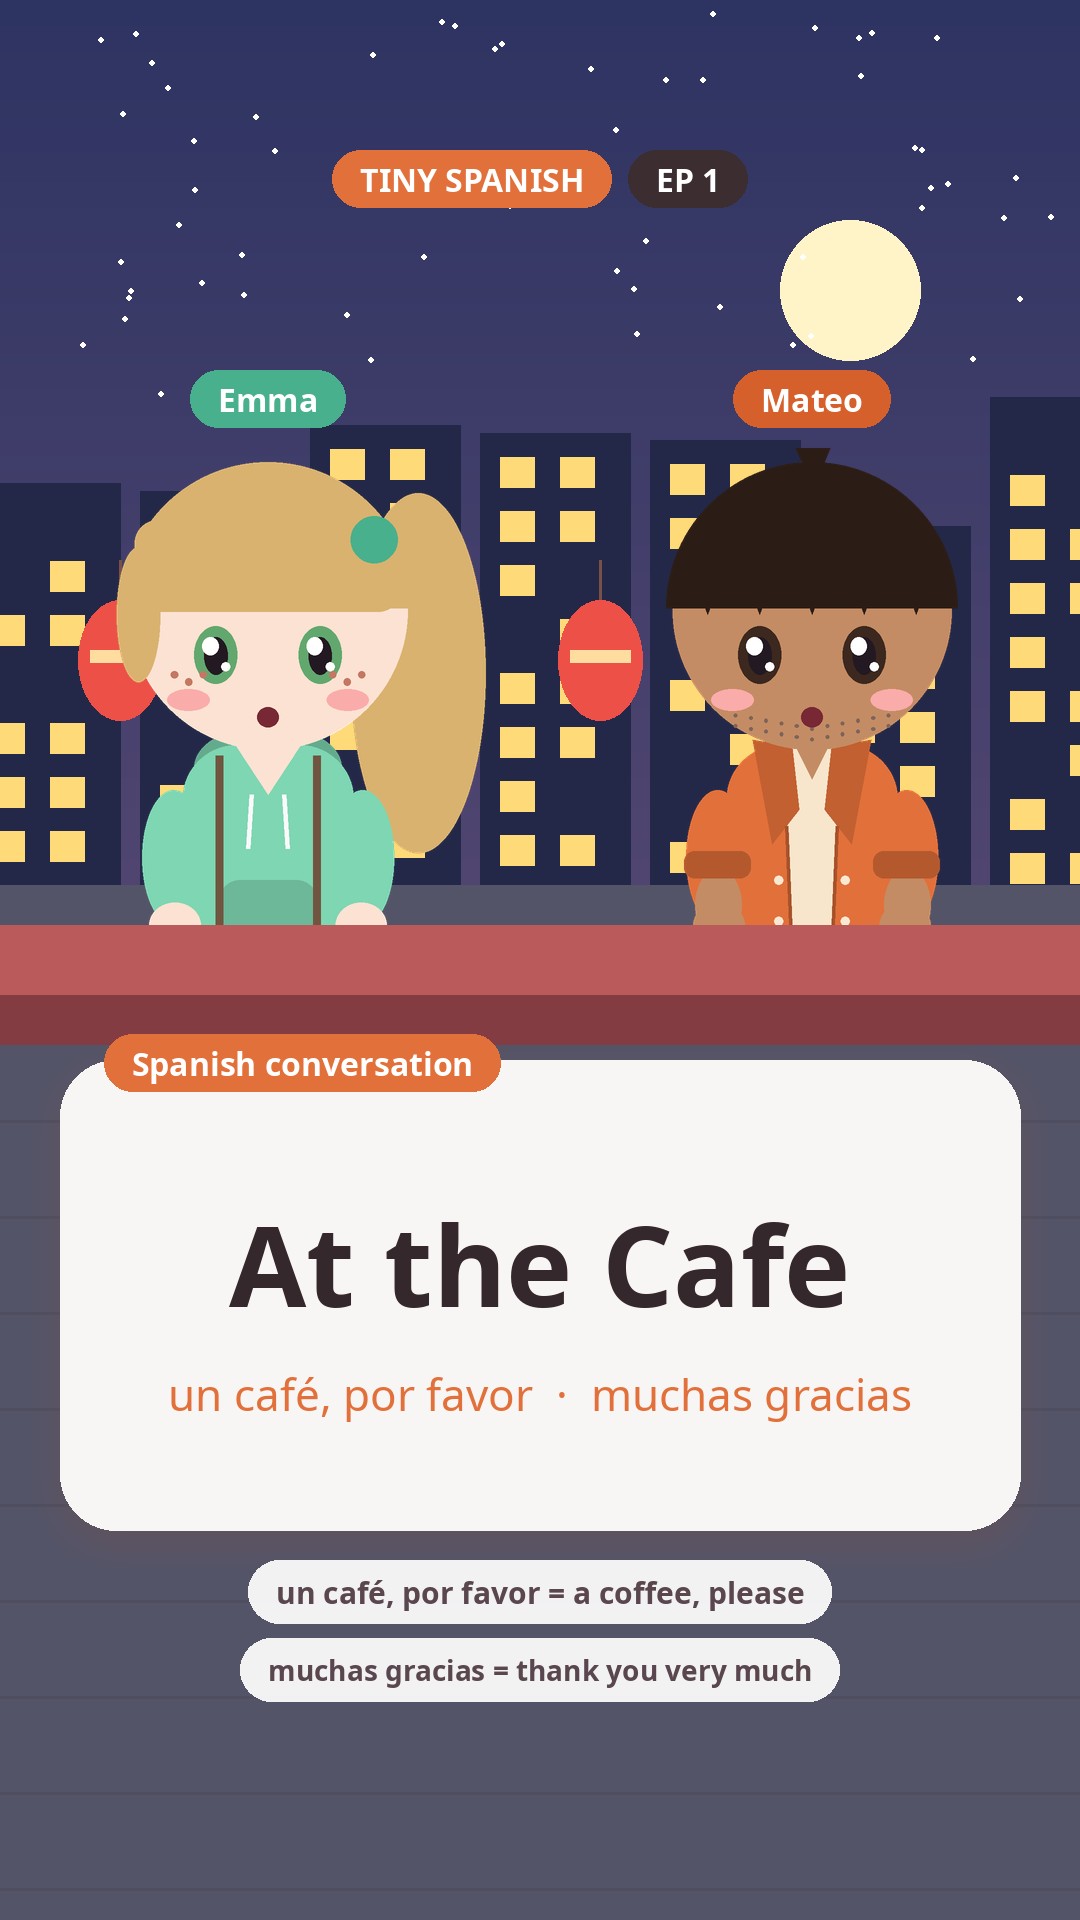 TINY SPANISH EP 1
Emma
Mateo
Spanish conversation
At the Cafe
un café, por favor · muchas gracias
un café, por favor = a coffee, please
muchas gracias = thank you very much